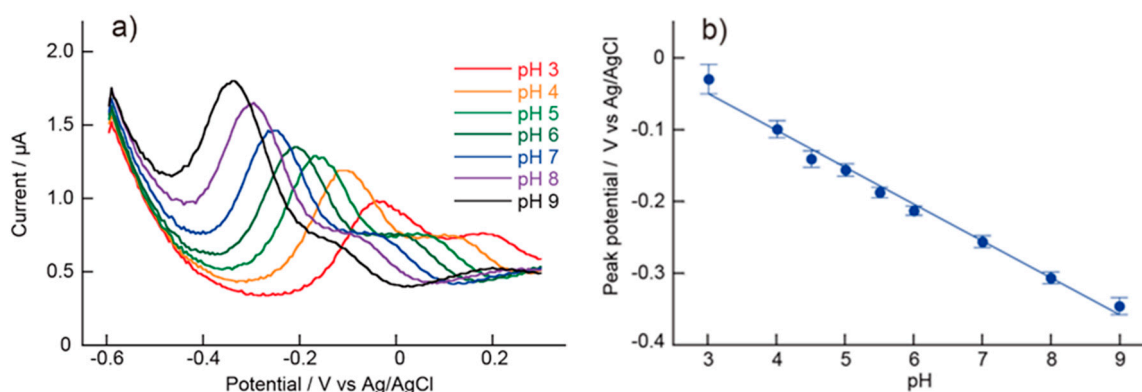 a)
2.0
1.5
1.0
0.5
0
Current / µA
-0.6
-0.4
-0.2
0
0.2
Potential / V vs Ag/AgCl
pH 3
pH 4
pH 5
pH 6
pH 7
pH 8
pH 9
b)
0
-0.1
-0.2
-0.3
-0.4
Peak potential / V vs Ag/AgCl
3
4
5
6
7
8
9
pH